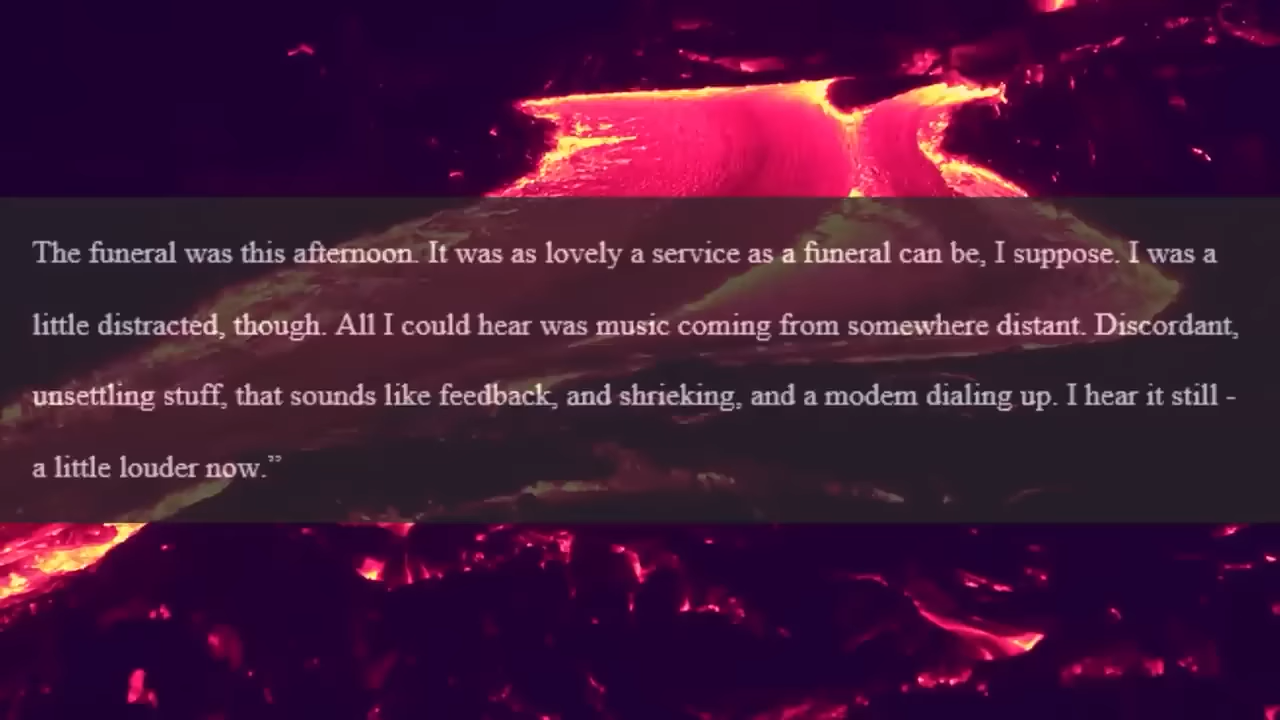 The funeral was this afternoon. It was as lovely a service as a funeral can be, I suppose. I was a
little distracted, though. All I could hear was music coming from somewhere distant. Discordant,
unsettling stuff, that sounds like feedback, and shrieking, and a modem dialing up. I hear it still -
a little louder now.”